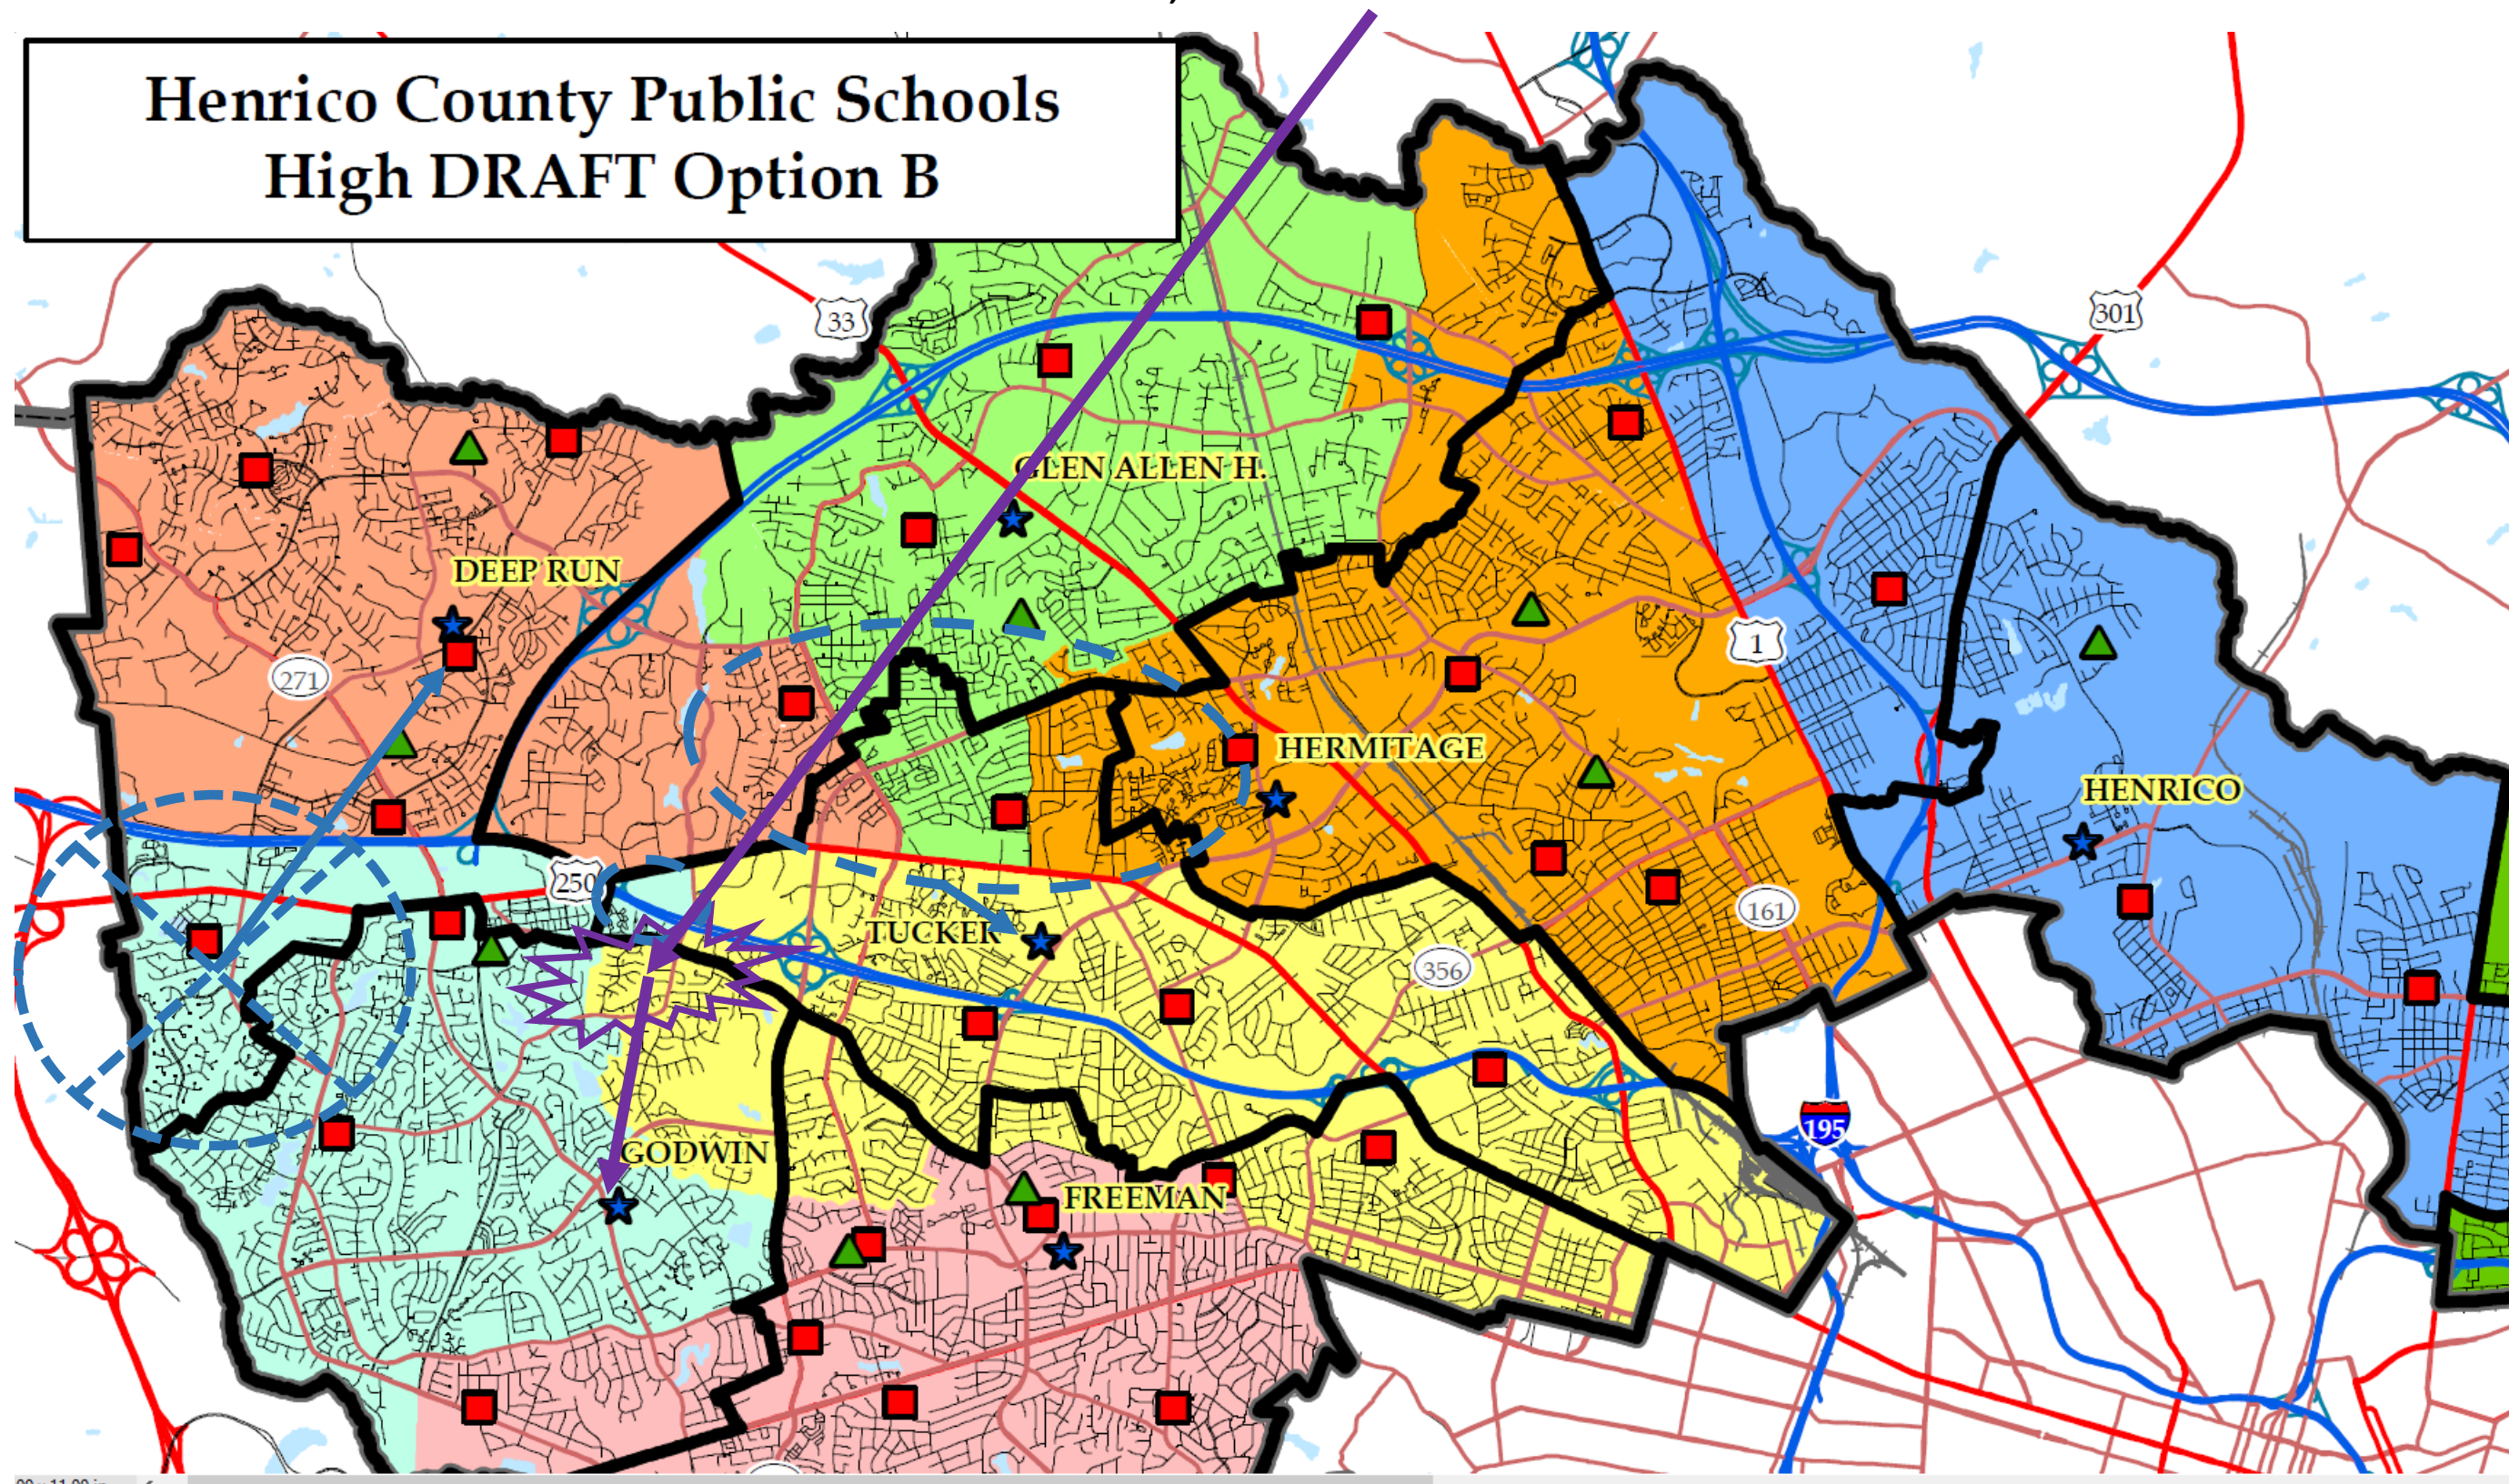 Henrico County Public Schools
High DRAFT Option B
33
301
GLEN ALLEN H.
DEEP RUN
271
1
HERMITAGE
HENRICO
250
161
TUCKER
356
195
GODWIN
FREEMAN